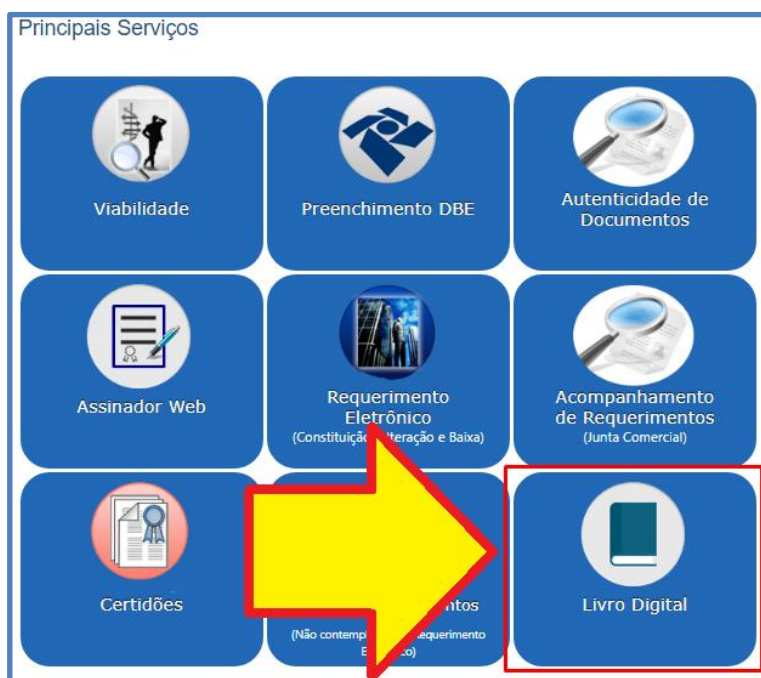 Principais Serviços
Viabilidade
Preenchimento DBE
Autenticidade de
Documentos
Assinador Web
Requerimento
Eletrônico
(Constituição, Alteração e Baixa)
Acompanhamento
de Requerimentos
(Junta Comercial)
Certidões
(Não
Livro Digital